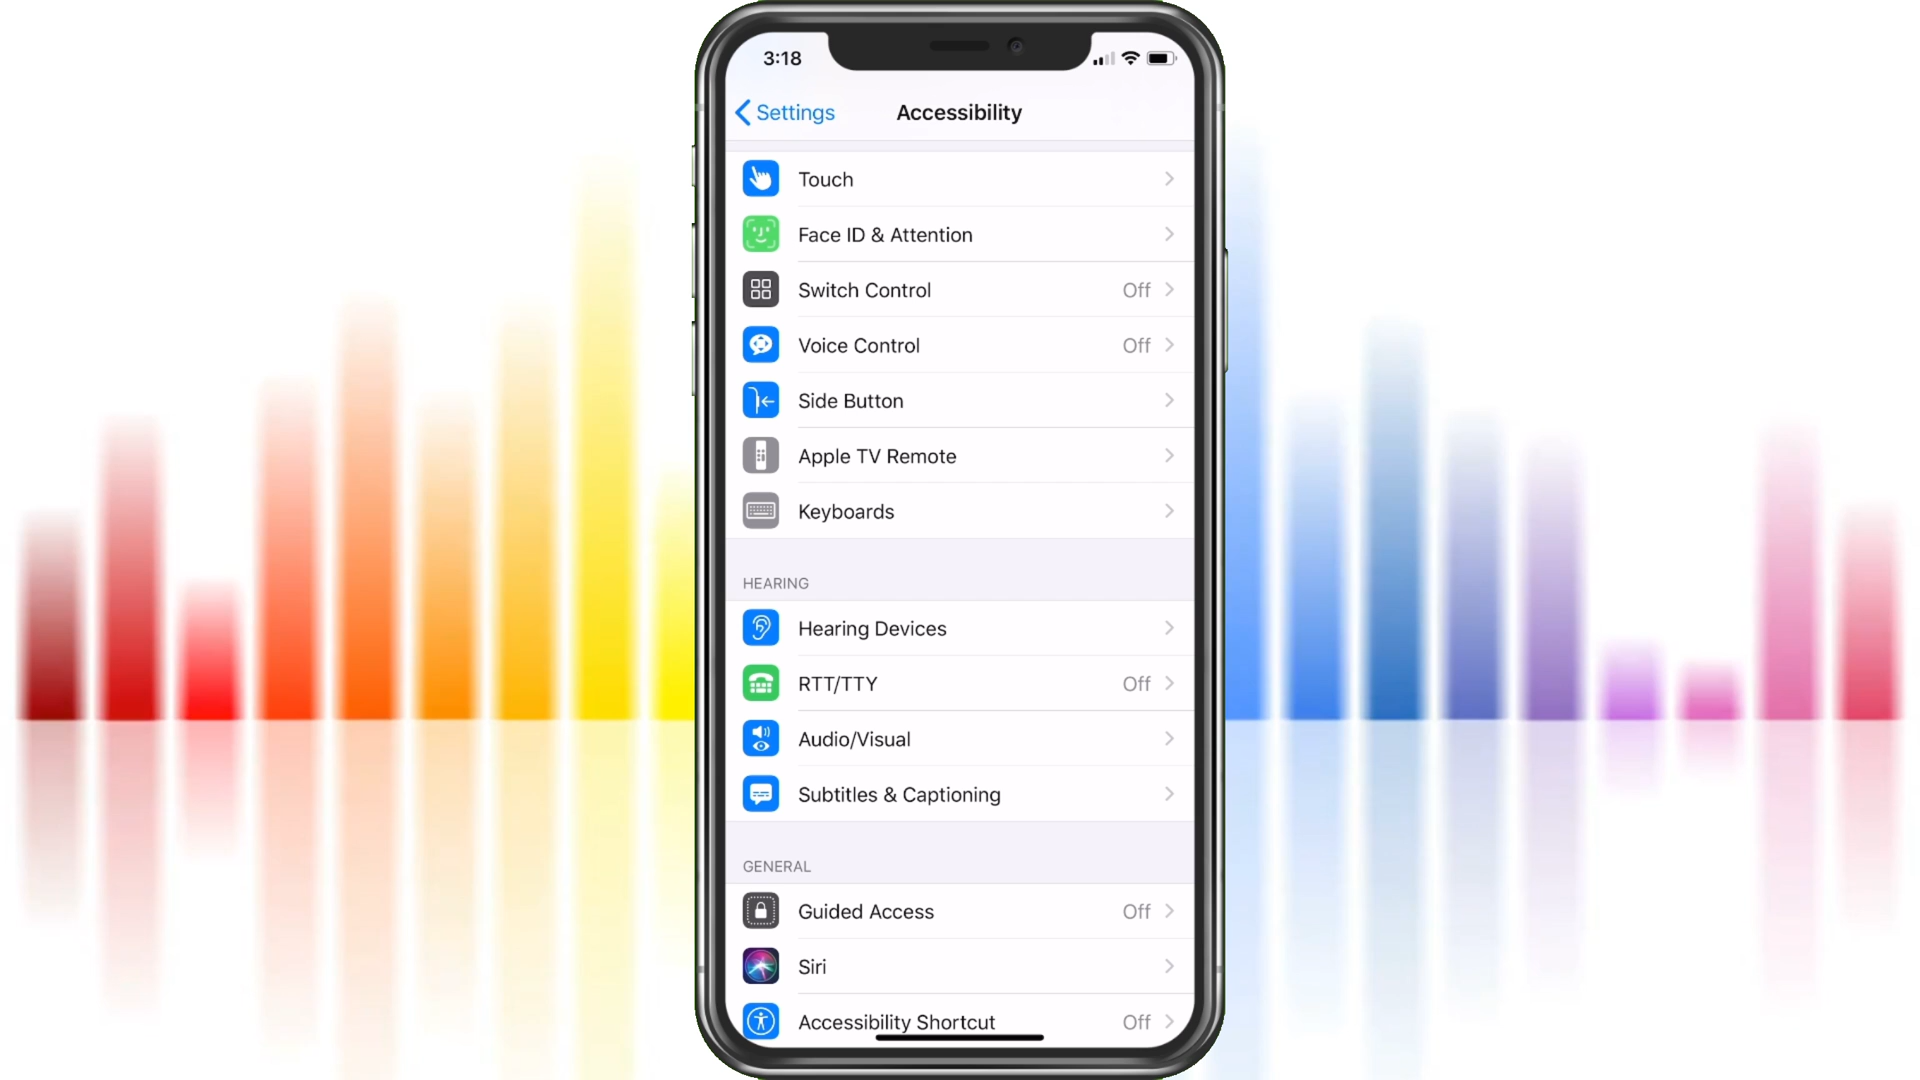 3:18
Settings
Accessibility
Touch
Face ID & Attention
Switch Control Off
Voice Control Off
Side Button
Apple TV Remote
Keyboards
HEARING
Hearing Devices
RTT/TTY Off
Audio/Visual
Subtitles & Captioning
GENERAL
Guided Access Off
Siri
Accessibility Shortcut Off